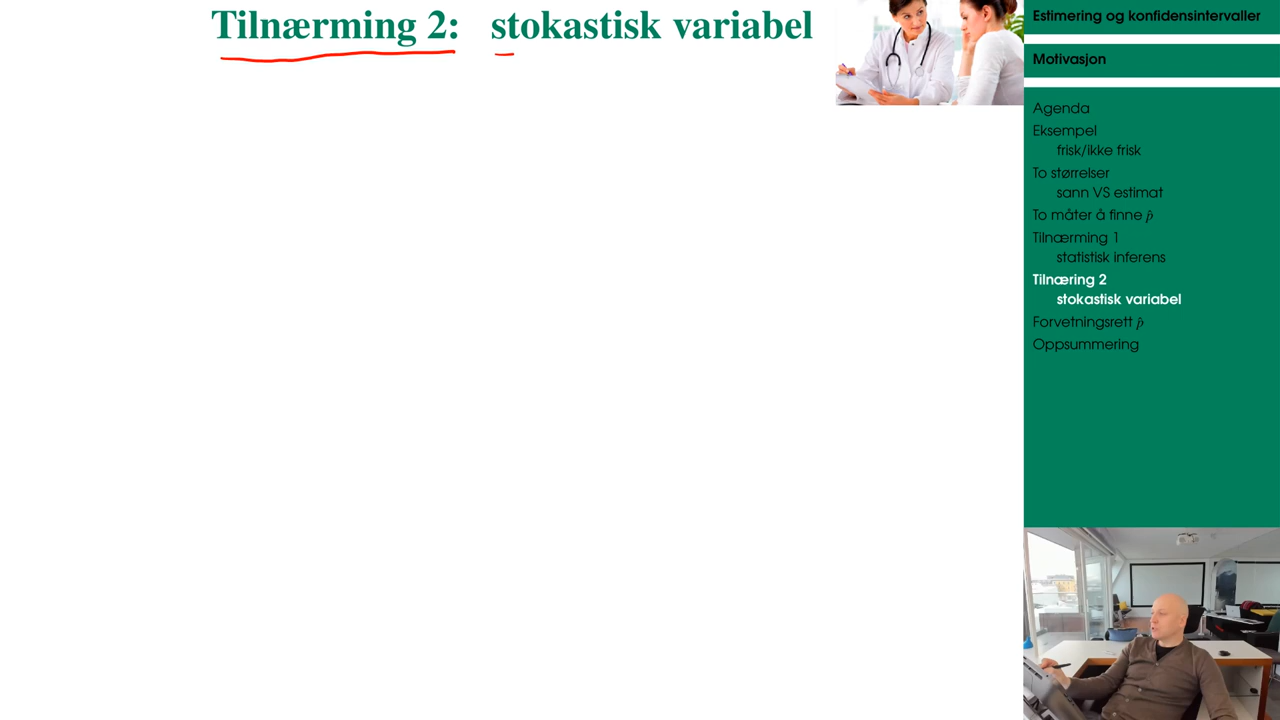 Tilnærming 2: stokastisk variabel
Estimering og konfidensintervaller
Motivasjon
Agenda
Eksempel
frisk/ikke frisk
To størrelser
sann VS estimat
To måter å finne p̂
Tilnærming 1
statistisk inferens
Tilnæring 2
stokastisk variabel
Forvetningsrett p̂
Oppsummering